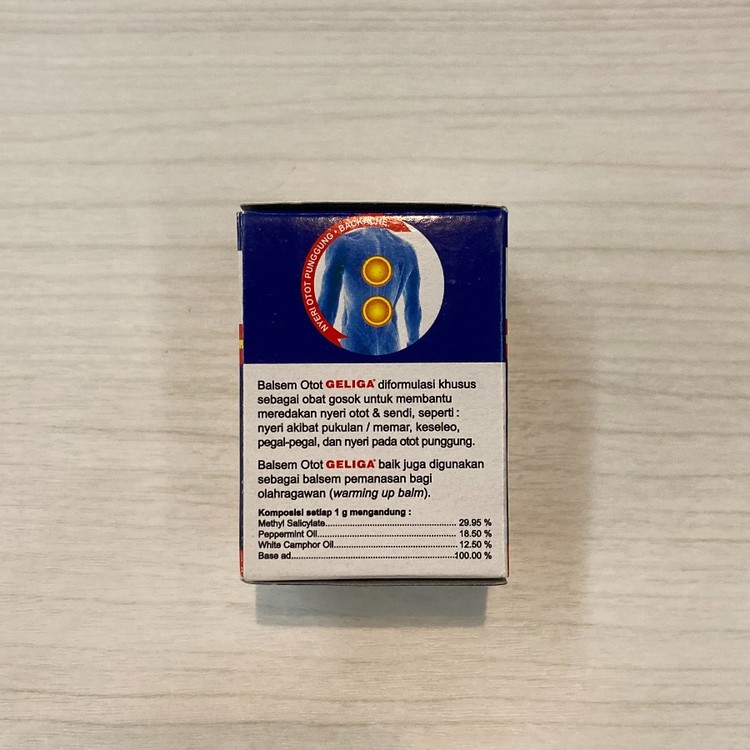 NYERI OTOT PUNGGUNG • BACKACHE
Balsem Otot GELIGA® diformulasi khusus
sebagai obat gosok untuk membantu
meredakan nyeri otot & sendi, seperti :
nyeri akibat pukulan / memar, keseleo,
pegal-pegal, dan nyeri pada otot punggung.
Balsem Otot GELIGA® baik juga digunakan
sebagai balsem pemanasan bagi
olahragawan (warming up balm).
Komposisi setiap 1 g mengandung :
Methyl Salicylate.......................................... 29.95 %
Peppermint Oil............................................. 18.50 %
White Camphor Oil....................................... 12.50 %
Base ad.......................................................100.00 %